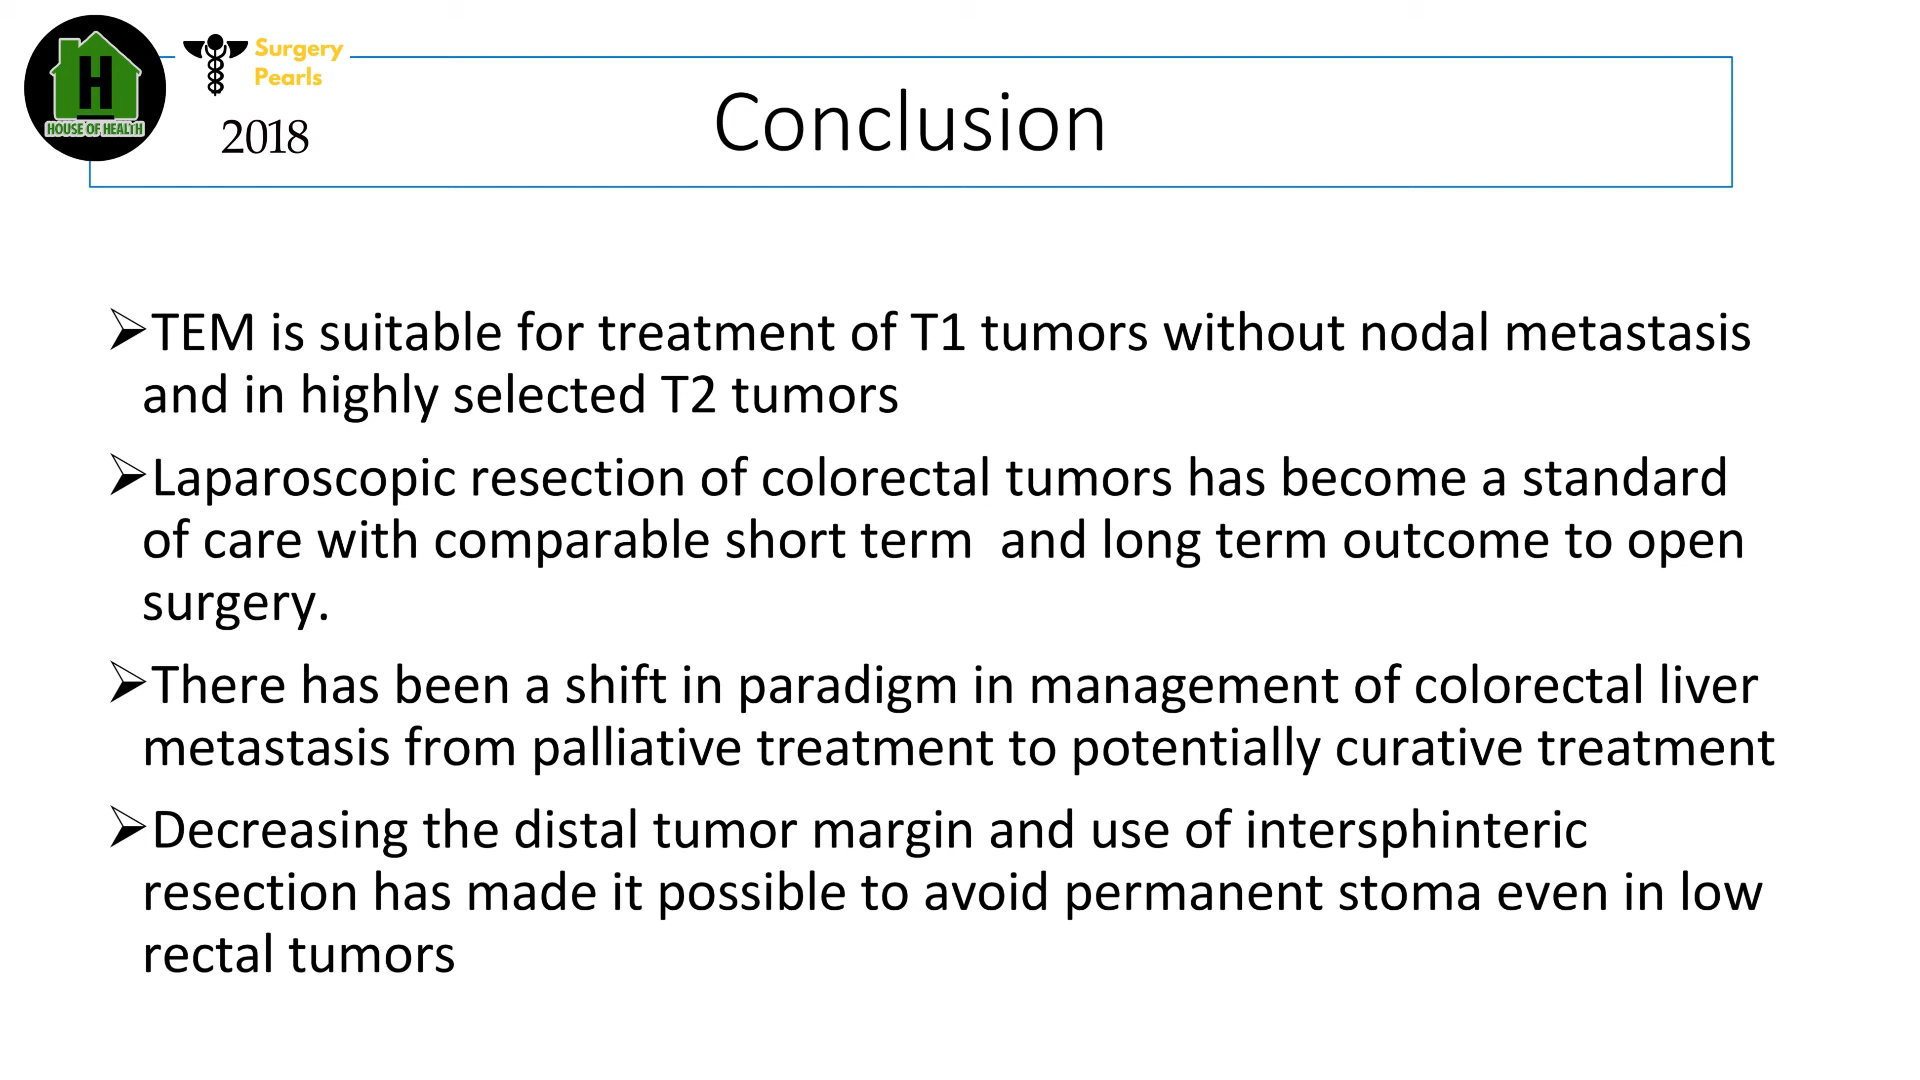 H
HOUSE OF HEALTH
Surgery
Pearls
2018
Conclusion
➢TEM is suitable for treatment of T1 tumors without nodal metastasis
and in highly selected T2 tumors
➢Laparoscopic resection of colorectal tumors has become a standard
of care with comparable short term  and long term outcome to open
surgery.
➢There has been a shift in paradigm in management of colorectal liver
metastasis from palliative treatment to potentially curative treatment
➢Decreasing the distal tumor margin and use of intersphinteric
resection has made it possible to avoid permanent stoma even in low
rectal tumors